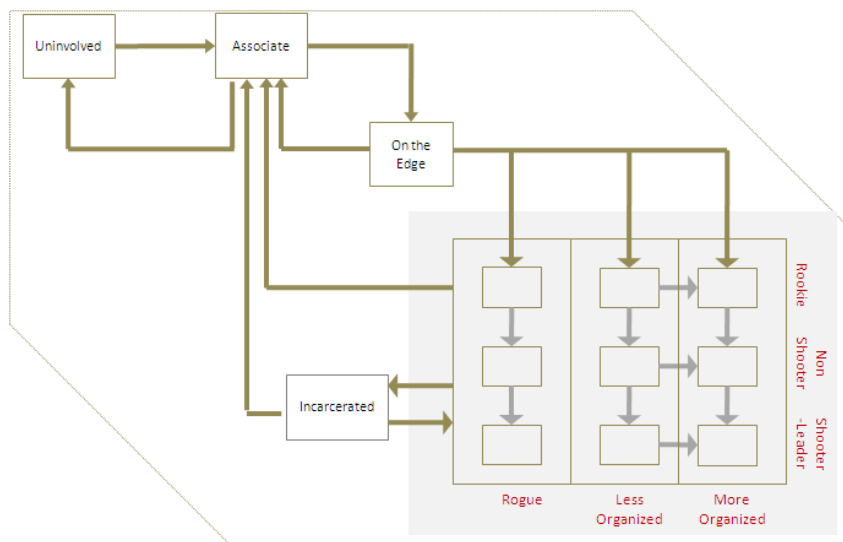 Uninvolved
Associate
On the
Edge
Rookie
Non
Shooter
Incarcerated
Shooter
-Leader
Rogue
Less
Organized
More
Organized